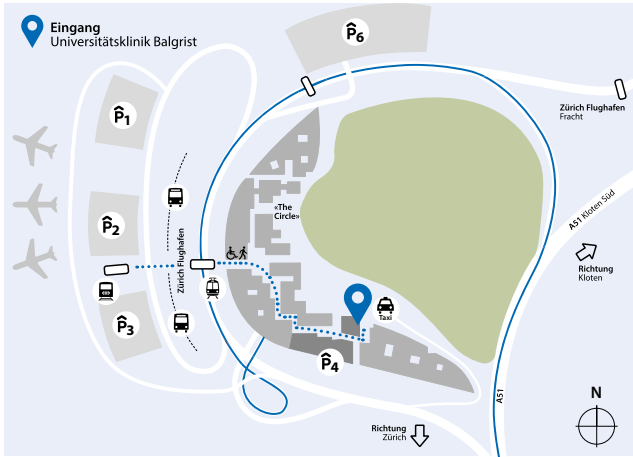 Eingang
Universitätsklinik Balgrist
P6
P1
Zürich Flughafen
Fracht
P2
«The
Circle»
A51 Kloten Süd
Zürich Flughafen
Richtung
Kloten
P3
Taxi
P4
A51
N
Richtung
Zürich